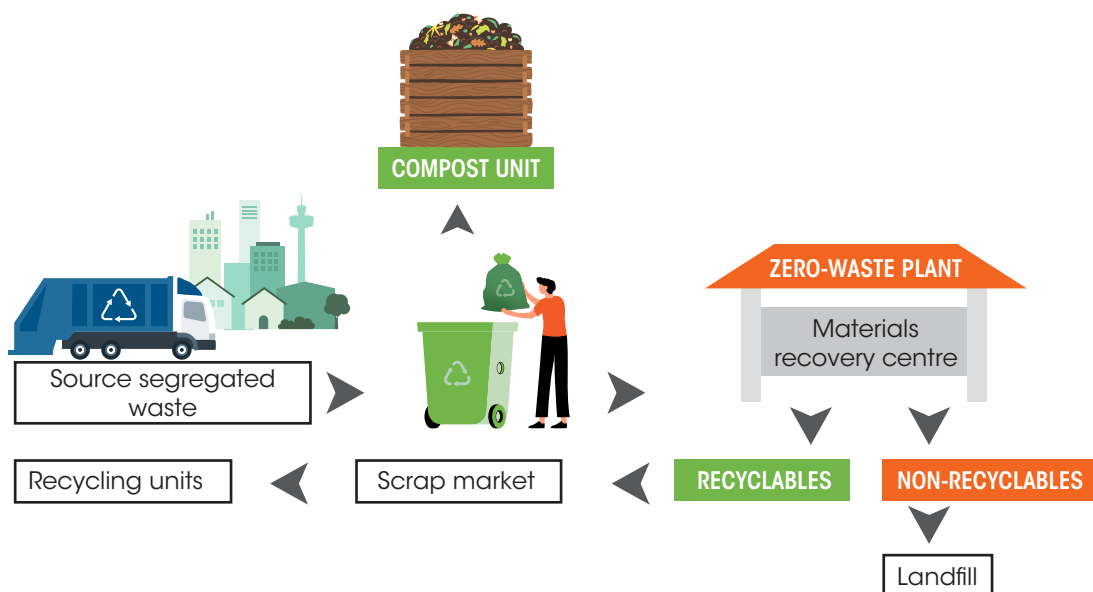 COMPOST UNIT
ZERO-WASTE PLANT
Materials
recovery centre
Source segregated
waste
Recycling units
Scrap market
RECYCLABLES
NON-RECYCLABLES
Landfill